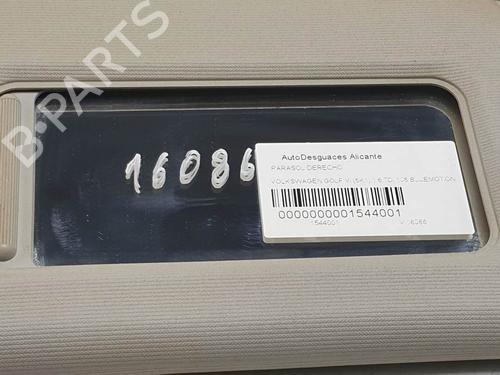 B-PARTS
16086
AutoDesguaces Alicante
PARASOL DERECHO
VOLKSWAGEN GOLF VI (5K1) 1.6 TDI 105 BLUEMOTION
0000000001544001
1544001 V 16086